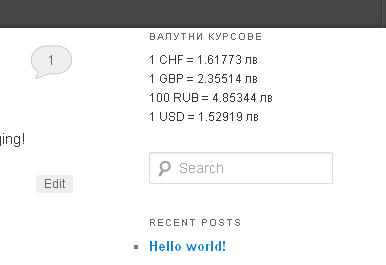 ВАЛУТНИ КУРСОВЕ
1
1 CHF = 1.61773 лв
1 GBP = 2.35514 лв
100 RUB = 4.85344 лв
1 USD = 1.52919 лв
ging!
Search
Edit
RECENT POSTS
Hello world!